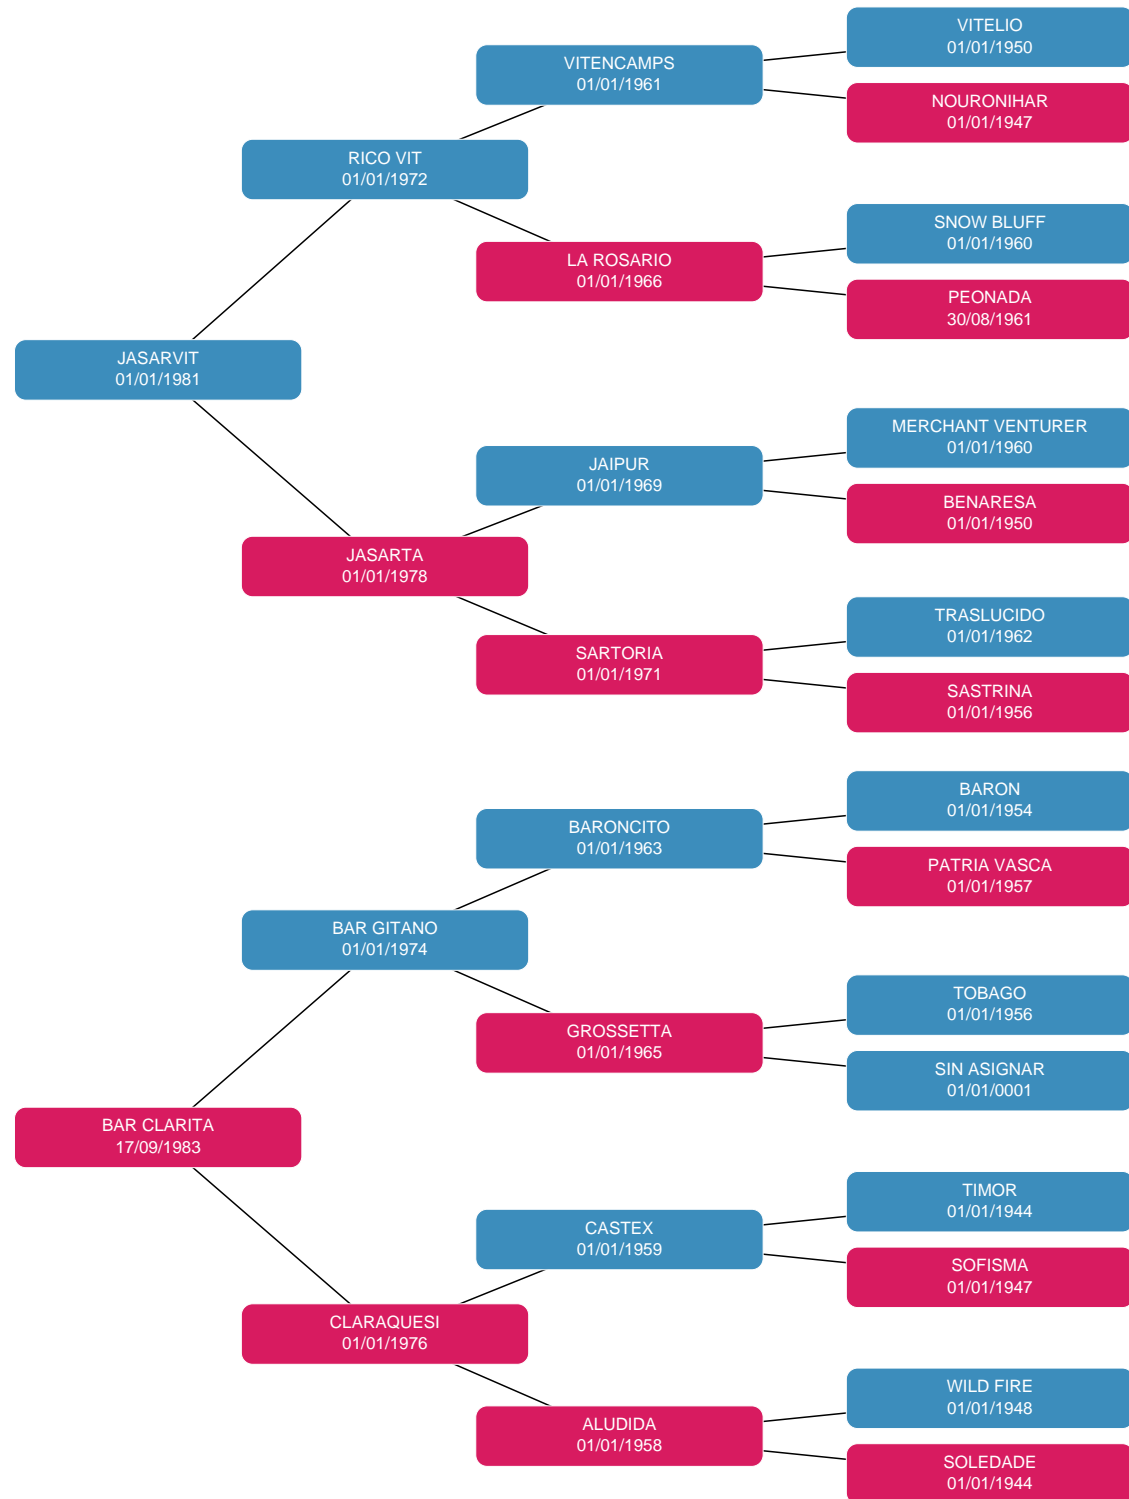 VITELIO
01/01/1950
VITENCAMPS
01/01/1961
NOURONIHAR
01/01/1947
RICO VIT
01/01/1972
SNOW BLUFF
01/01/1960
LA ROSARIO
01/01/1966
PEONADA
30/08/1961
JASARVIT
01/01/1981
MERCHANT VENTURER
01/01/1960
JAIPUR
01/01/1969
BENARESA
01/01/1950
JASARTA
01/01/1978
TRASLUCIDO
01/01/1962
SARTORIA
01/01/1971
SASTRINA
01/01/1956
BARON
01/01/1954
BARONCITO
01/01/1963
PATRIA VASCA
01/01/1957
BAR GITANO
01/01/1974
TOBAGO
01/01/1956
GROSSETTA
01/01/1965
SIN ASIGNAR
01/01/0001
BAR CLARITA
17/09/1983
TIMOR
01/01/1944
CASTEX
01/01/1959
SOFISMA
01/01/1947
CLARAQUESI
01/01/1976
WILD FIRE
01/01/1948
ALUDIDA
01/01/1958
SOLEDADE
01/01/1944